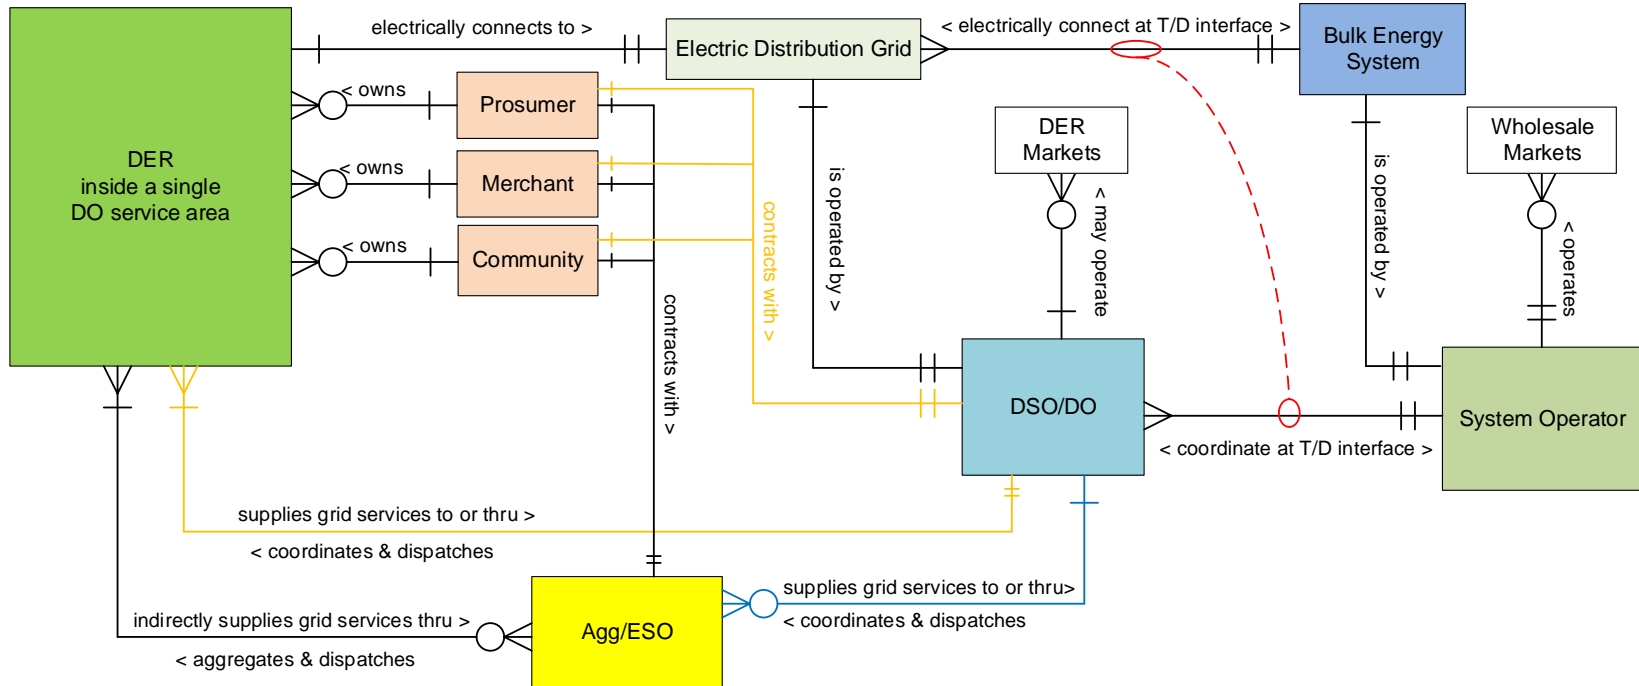 electrically connects to >
< electrically connect at T/D interface >
Electric Distribution Grid
Bulk Energy
System
< owns
Prosumer
DER
Markets
Wholesale
Markets
DER
inside a single
DO service area
< owns
Merchant
is operated by >
< may operate
is operated by >
< operates
contracts with >
< owns
Community
contracts with >
DSO/DO
System Operator
< coordinate at T/D interface >
supplies grid services to or thru >
< coordinates & dispatches
supplies grid services to or thru>
< coordinates & dispatches
indirectly supplies grid services thru >
< aggregates & dispatches
Agg/ESO